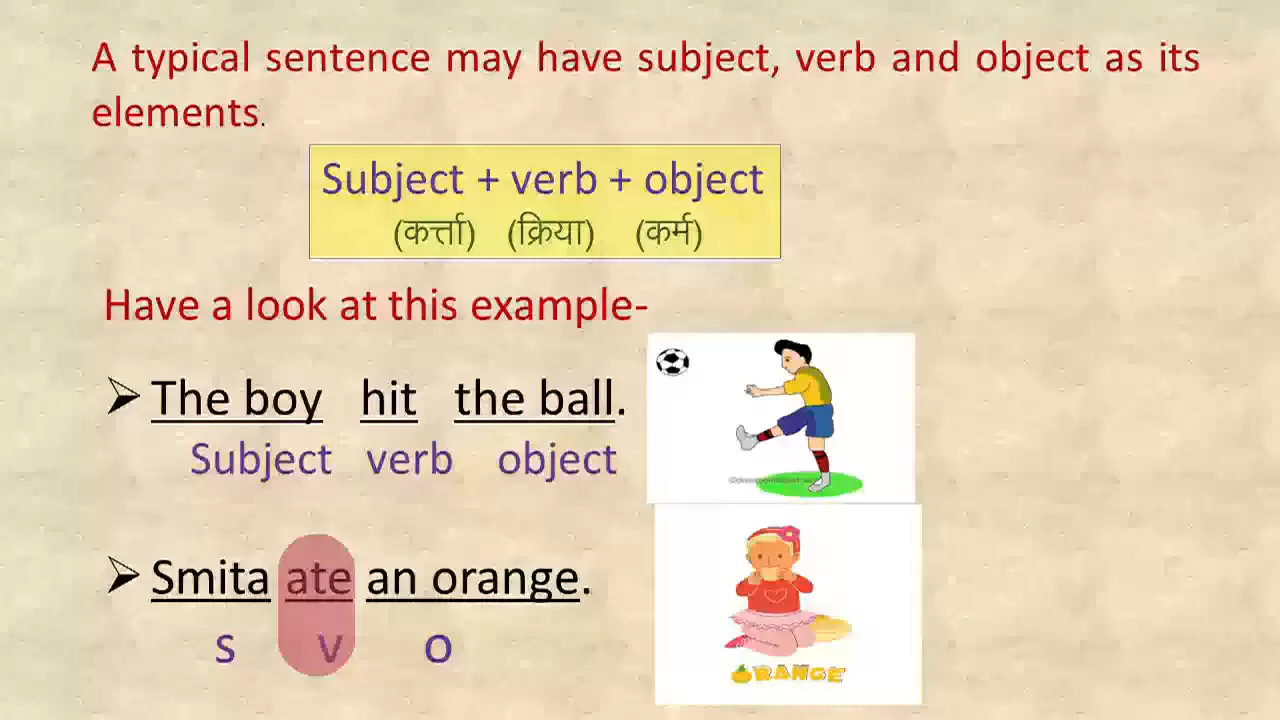 A typical sentence may have subject, verb and object as its
elements.
Subject + verb + object
(कर्त्ता) (क्रिया) (कर्म)
Have a look at this example-
➢ The boy hit the ball.
Subject verb object
➢ Smita ate an orange.
S V O
ORANGE